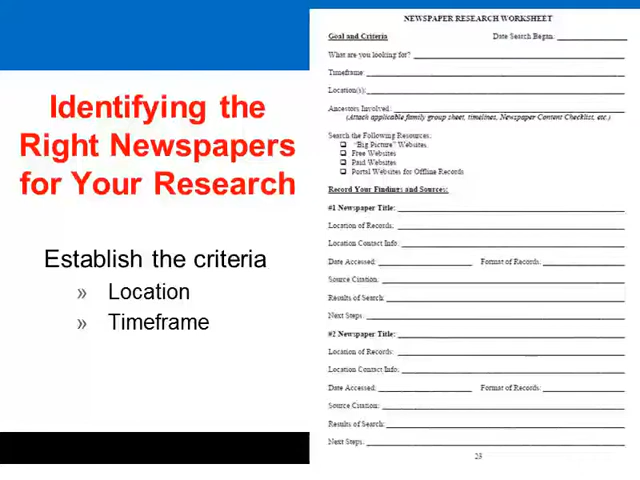 Identifying the
Right Newspapers
for Your Research
Establish the criteria
» Location
» Timeframe
NEWSPAPER RESEARCH WORKSHEET
Goal and Criteria Date Search Began:
What are you looking for?
Timeframe:
Location(s):
Ancestors Involved:
(Attach applicable family group sheet, timelines, Newspaper Content Checklist, etc.)
Search the Following Resources:
"Big Picture" Websites
Free Websites
Paid Websites
Portal Websites for Offline Records
Record Your Findings and Sources:
#1 Newspaper Title:
Location of Records:
Location Contact Info:
Date Accessed: Format of Records:
Source Citation:
Results of Search:
Next Steps:
#2 Newspaper Title:
Location of Records:
Location Contact Info:
Date Accessed: Format of Records:
Source Citation:
Results of Search:
Next Steps: